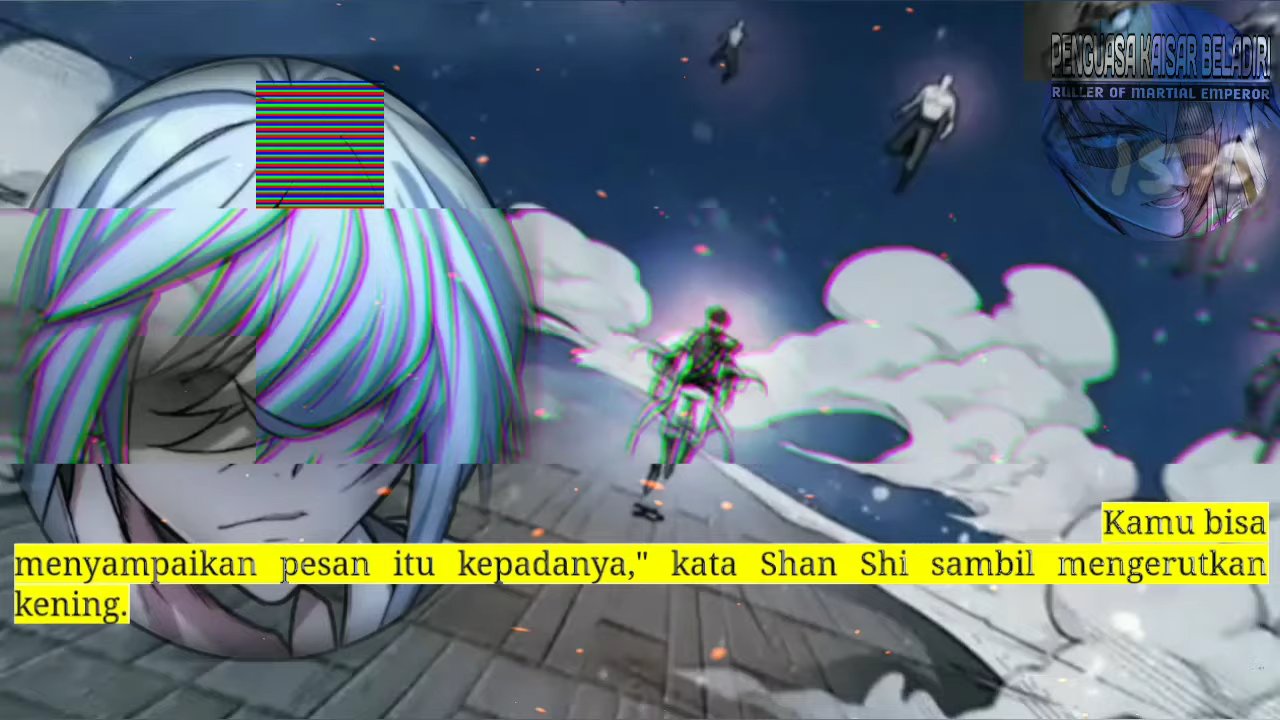 PENGUASA KAISAR BELADIRI
RULLER OF MARTIAL EMPEROR
Kamu bisa
menyampaikan pesan itu kepadanya," kata Shan Shi sambil mengerutkan
kening.